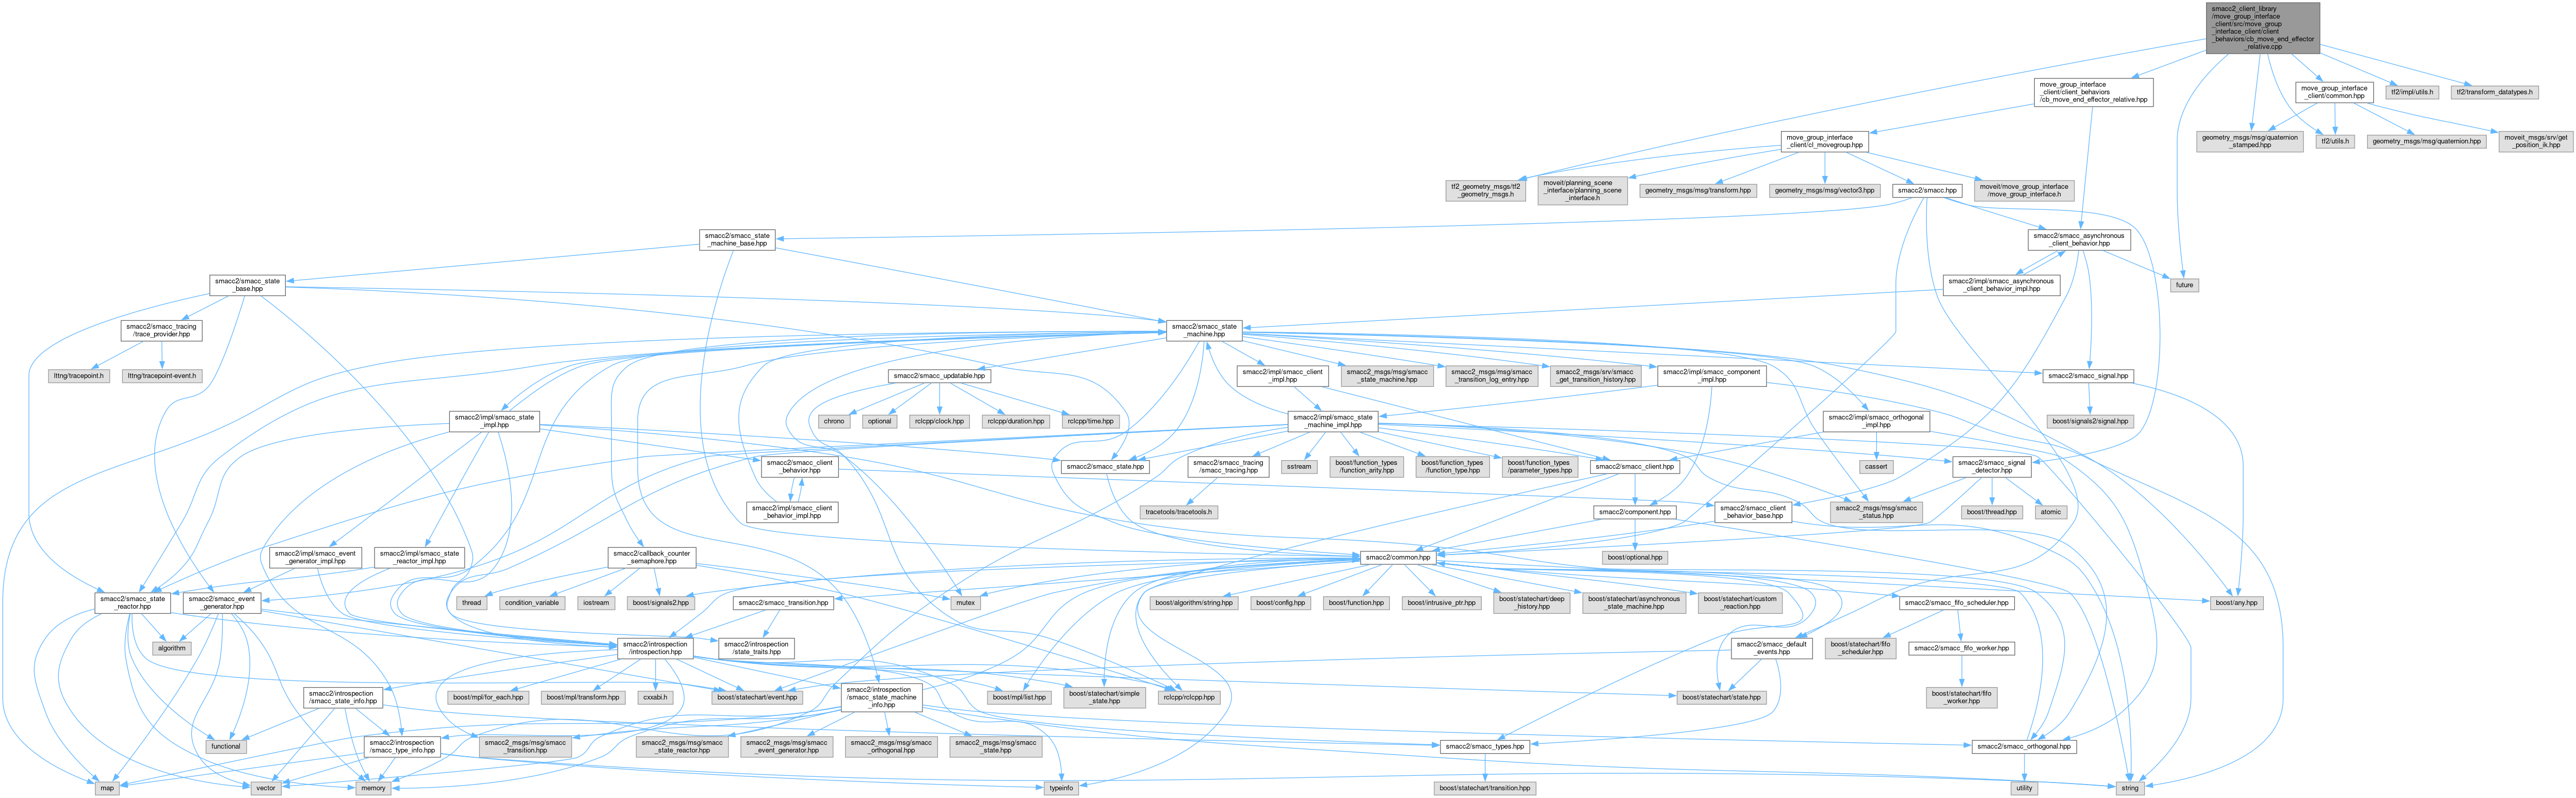 smacc2_client_library
/move_group_interface
_client/src/move_group
_interface_client/client
_behaviors/cb_move_end_effector
_relative.cpp
move_group_interface
_client/client_behaviors
/cb_move_end_effector_relative.hpp
move_group_interface
_client/common.hpp
tf2/impl/utils.h
tf2/transform_datatypes.h
move_group_interface
_client/cl_movegroup.hpp
geometry_msgs/msg/quaternion
_stamped.hpp
tf2/utils.h
geometry_msgs/msg/quaternion.hpp
moveit_msgs/srv/get
_position_ik.hpp
tf2_geometry_msgs/tf2
_geometry_msgs.h
moveit/planning_scene
_interface/planning_scene
_interface.h
geometry_msgs/msg/transform.hpp
geometry_msgs/msg/vector3.hpp
smacc2/smacc.hpp
moveit/move_group_interface
/move_group_interface.h
smacc2/smacc_state
_machine_base.hpp
smacc2/smacc_asynchronous
_client_behavior.hpp
smacc2/smacc_state
_base.hpp
smacc2/impl/smacc_asynchronous
_client_behavior_impl.hpp
future
smacc2/smacc_tracing
/trace_provider.hpp
smacc2/smacc_state
_machine.hpp
lttng/tracepoint.h
lttng/tracepoint-event.h
smacc2/smacc_updatable.hpp
smacc2/impl/smacc_client
_impl.hpp
smacc2_msgs/msg/smacc
_state_machine.hpp
smacc2_msgs/msg/smacc
_transition_log_entry.hpp
smacc2_msgs/srv/smacc
_get_transition_history.hpp
smacc2/impl/smacc_component
_impl.hpp
smacc2/smacc_signal.hpp
smacc2/impl/smacc_state
_impl.hpp
chrono
optional
rclcpp/clock.hpp
rclcpp/duration.hpp
rclcpp/time.hpp
smacc2/impl/smacc_state
_machine_impl.hpp
smacc2/impl/smacc_orthogonal
_impl.hpp
boost/signals2/signal.hpp
smacc2/smacc_client
_behavior.hpp
smacc2/smacc_state.hpp
smacc2/smacc_tracing
/smacc_tracing.hpp
sstream
boost/function_types
/function_arity.hpp
boost/function_types
/function_type.hpp
boost/function_types
/parameter_types.hpp
smacc2/smacc_client.hpp
cassert
smacc2/smacc_signal
_detector.hpp
smacc2/impl/smacc_client
_behavior_impl.hpp
tracetools/tracetools.h
smacc2/component.hpp
smacc2/smacc_client
_behavior_base.hpp
smacc2_msgs/msg/smacc
_status.hpp
boost/thread.hpp
atomic
smacc2/impl/smacc_event
_generator_impl.hpp
smacc2/impl/smacc_state
_reactor_impl.hpp
smacc2/callback_counter
_semaphore.hpp
smacc2/common.hpp
boost/optional.hpp
smacc2/smacc_state
_reactor.hpp
smacc2/smacc_event
_generator.hpp
thread
condition_variable
iostream
boost/signals2.hpp
smacc2/smacc_transition.hpp
mutex
boost/algorithm/string.hpp
boost/config.hpp
boost/function.hpp
boost/intrusive_ptr.hpp
boost/statechart/deep
_history.hpp
boost/statechart/asynchronous
_state_machine.hpp
boost/statechart/custom
_reaction.hpp
smacc2/smacc_fifo_scheduler.hpp
boost/any.hpp
algorithm
smacc2/introspection
/introspection.hpp
smacc2/introspection
/state_traits.hpp
smacc2/smacc_default
_events.hpp
boost/statechart/fifo
_scheduler.hpp
smacc2/smacc_fifo_worker.hpp
smacc2/introspection
/smacc_state_info.hpp
boost/mpl/for_each.hpp
boost/mpl/transform.hpp
cxxabi.h
boost/statechart/event.hpp
smacc2/introspection
/smacc_state_machine
_info.hpp
boost/mpl/list.hpp
boost/statechart/simple
_state.hpp
rclcpp/rclcpp.hpp
boost/statechart/state.hpp
boost/statechart/fifo
_worker.hpp
functional
smacc2/introspection
/smacc_type_info.hpp
smacc2_msgs/msg/smacc
_transition.hpp
smacc2_msgs/msg/smacc
_state_reactor.hpp
smacc2_msgs/msg/smacc
_event_generator.hpp
smacc2_msgs/msg/smacc
_orthogonal.hpp
smacc2_msgs/msg/smacc
_state.hpp
smacc2/smacc_types.hpp
smacc2/smacc_orthogonal.hpp
map
vector
memory
typeinfo
boost/statechart/transition.hpp
utility
string